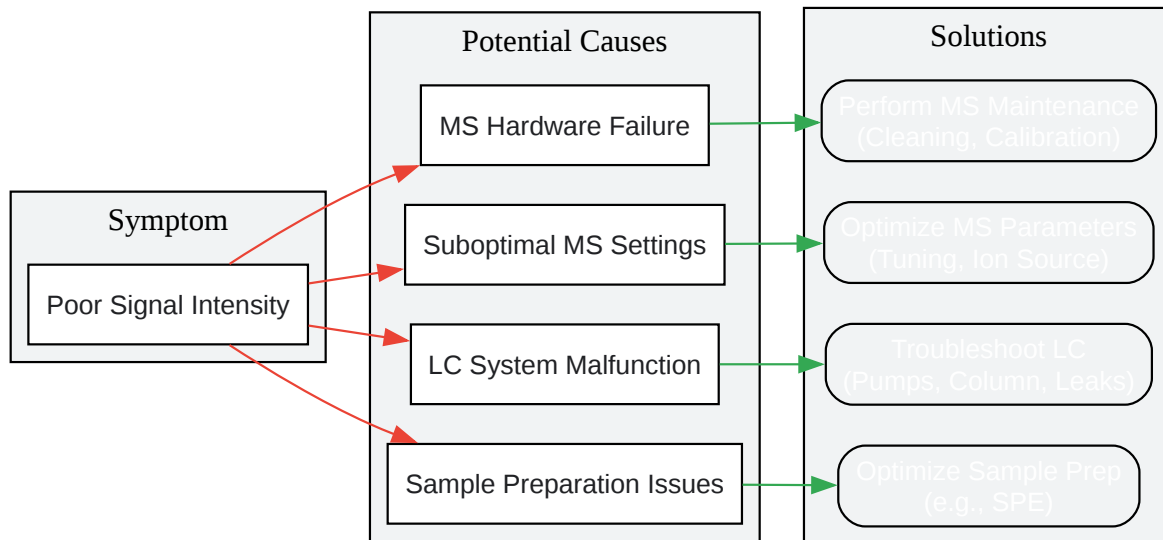 Symptom
Poor Signal Intensity
Potential Causes
MS Hardware Failure
Suboptimal MS Settings
LC System Malfunction
Sample Preparation Issues
Solutions
Perform MS Maintenance
(Cleaning, Calibration)
Optimize MS Parameters
(Tuning, Ion Source)
Troubleshoot LC
(Pumps, Column, Leaks)
Optimize Sample Prep
(e.g., SPE)